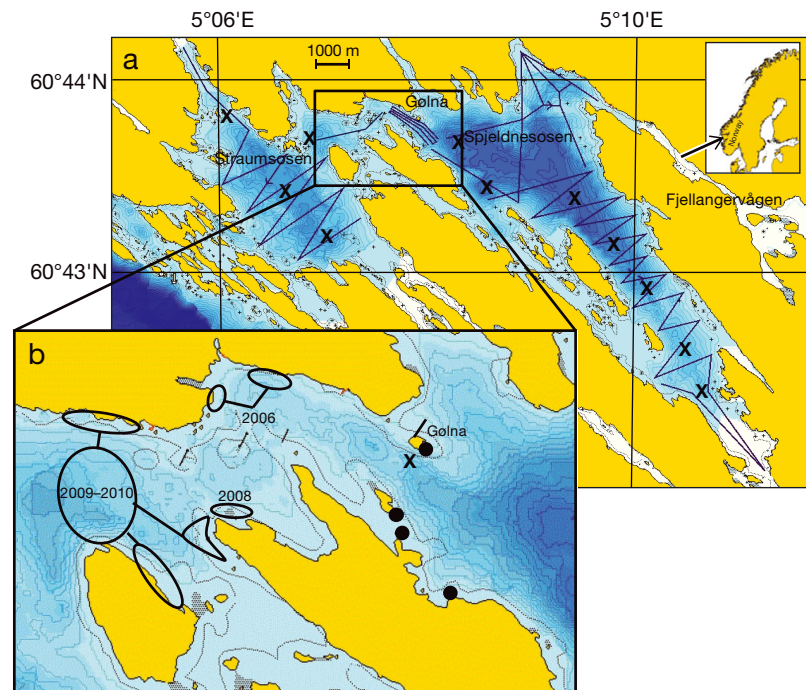 5°06'E
5°10'E
a
1000 m
60°44'N
Gølna
Norway
Spjeldnesosen
X
X
X
Straumsosen
X
X
X
X
Fjellangervågen
X
X
60°43'N
X
X
X
b
2006
Gølna
X
2009–2010
2008